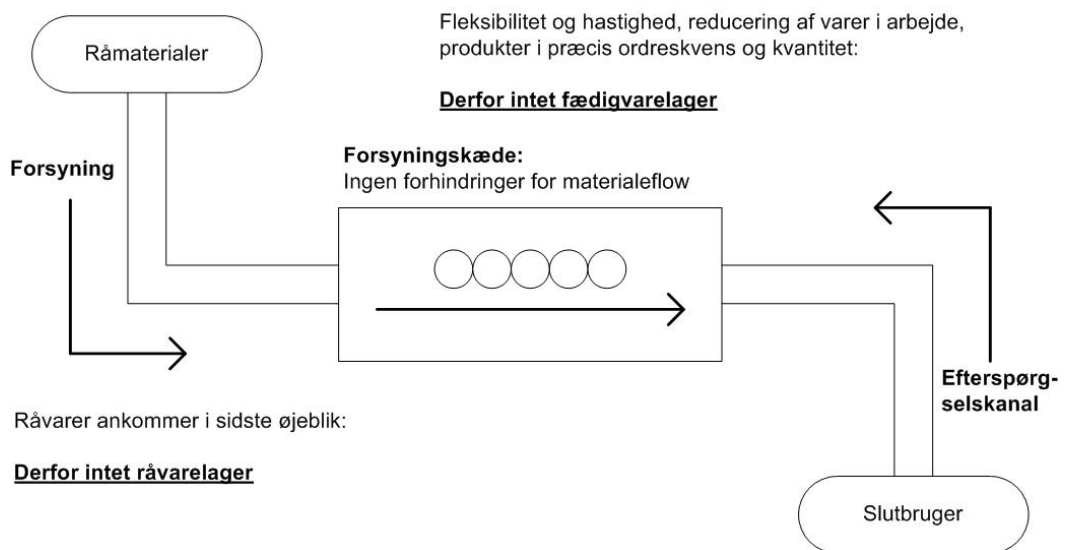 Råmaterialer
Fleksibilitet og hastighed, reducering af varer i arbejde,
produkter i præcis ordreskvens og kvantitet:
Derfor intet fædigvarelager
Forsyning
Forsyningskæde:
Ingen forhindringer for materialeflow
Efterspørg-
selskanal
Råvarer ankommer i sidste øjeblik:
Derfor intet råvarelager
Slutbruger